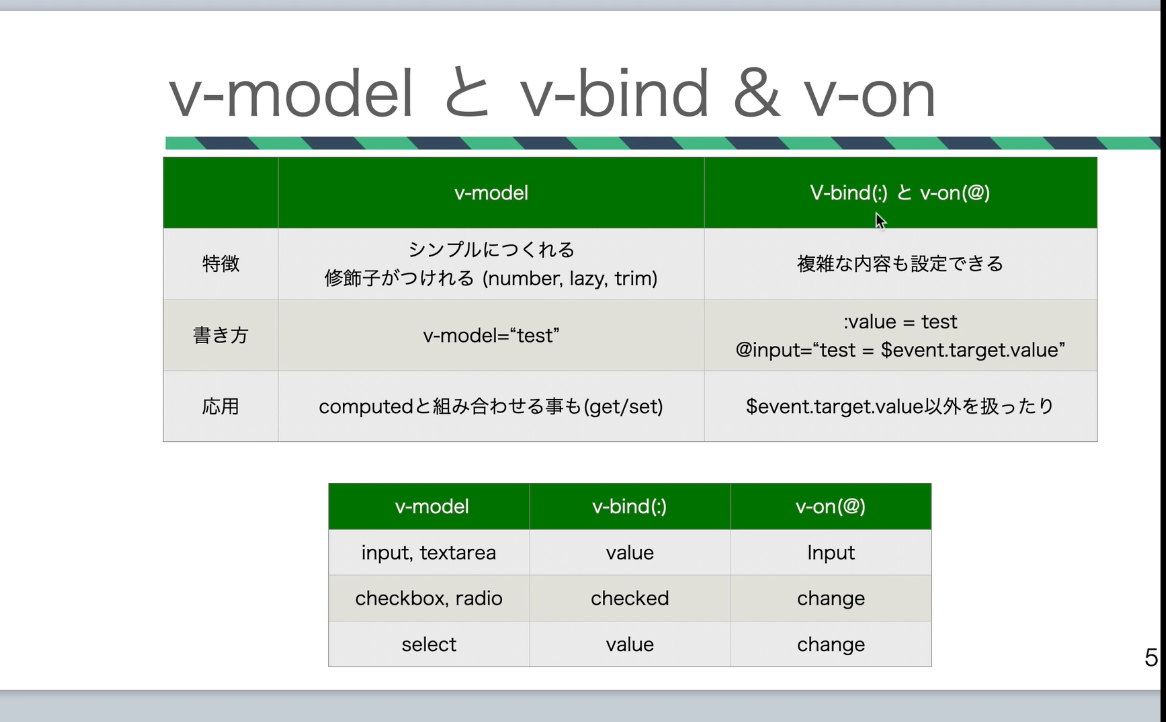 v-model と v-bind & v-on
v-model
V-bind(:) と v-on(@)
特徴
シンプルにつくれる
修飾子がつけれる (number, lazy, trim)
複雑な内容も設定できる
書き方
v-model=“test”
:value = test
@input=“test = $event.target.value”
応用
computedと組み合わせる事も(get/set)
$event.target.value以外を扱ったり
v-model
v-bind(:)
v-on(@)
input, textarea
value
Input
checkbox, radio
checked
change
select
value
change
5